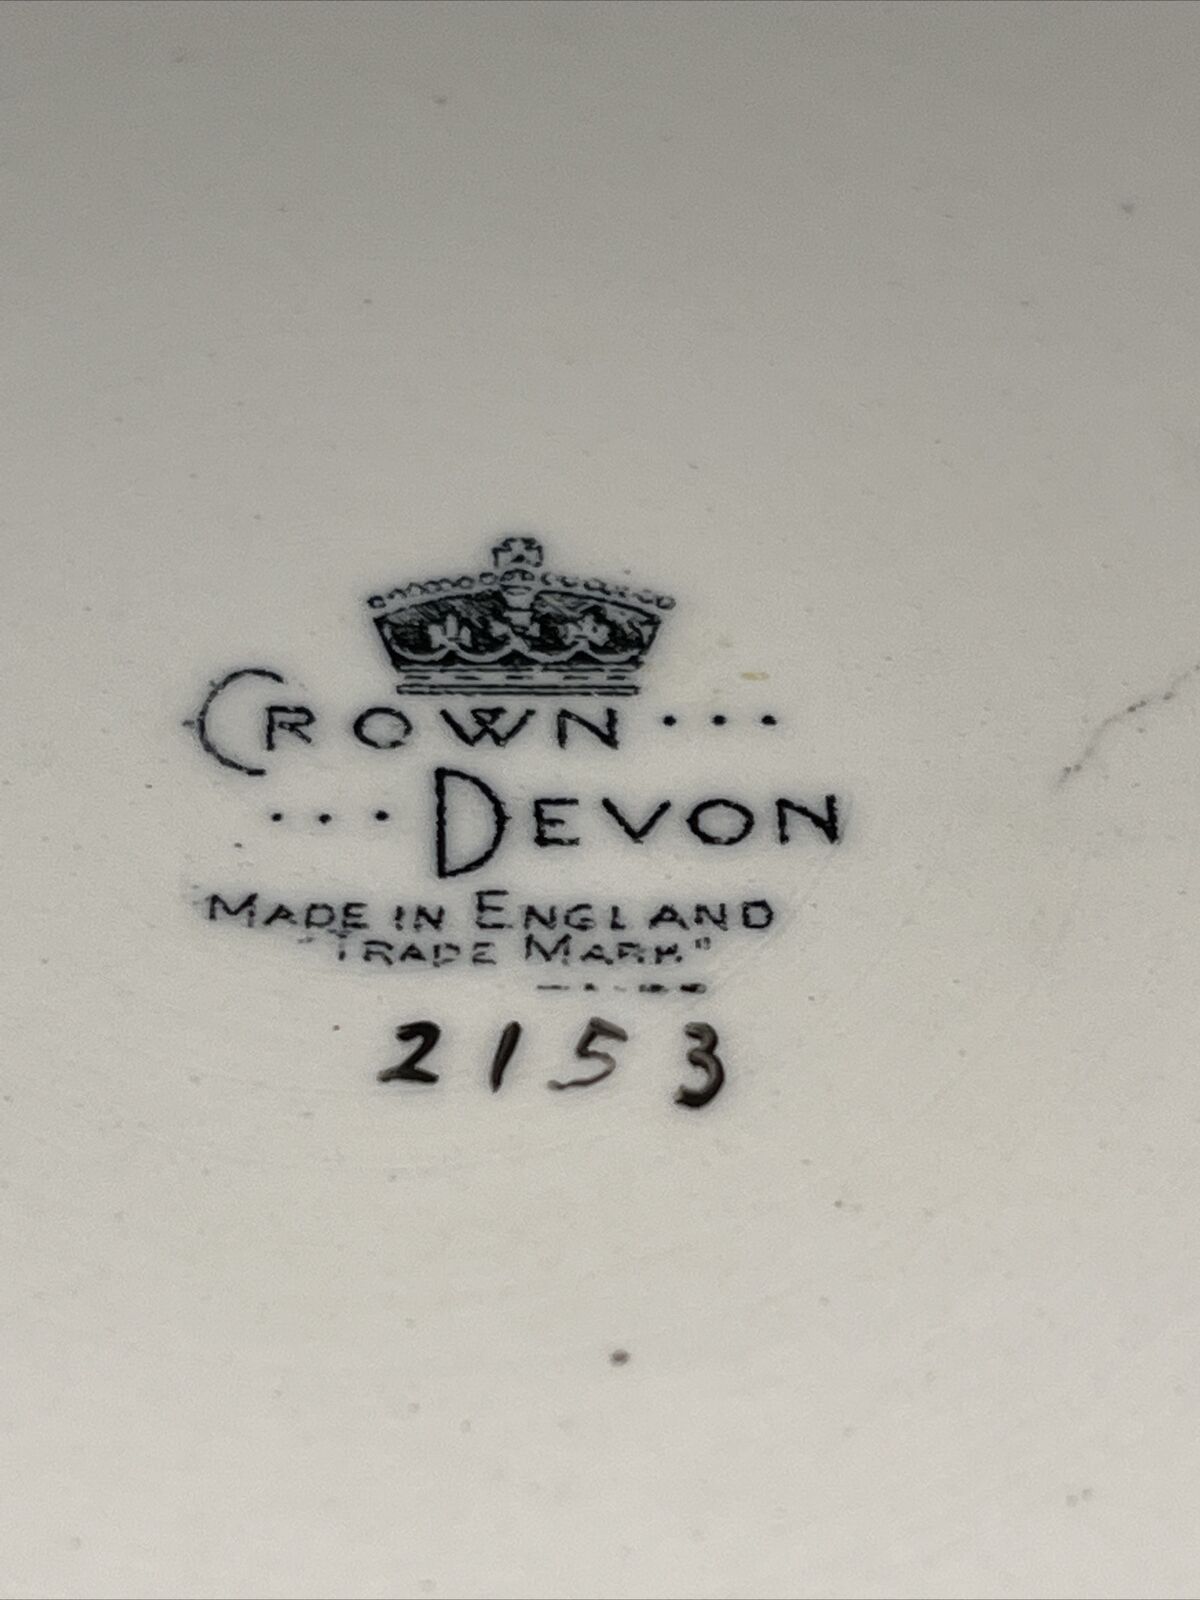 CROWN...
...DEVON
MADE IN ENGLAND
"TRADE MARK"
2153